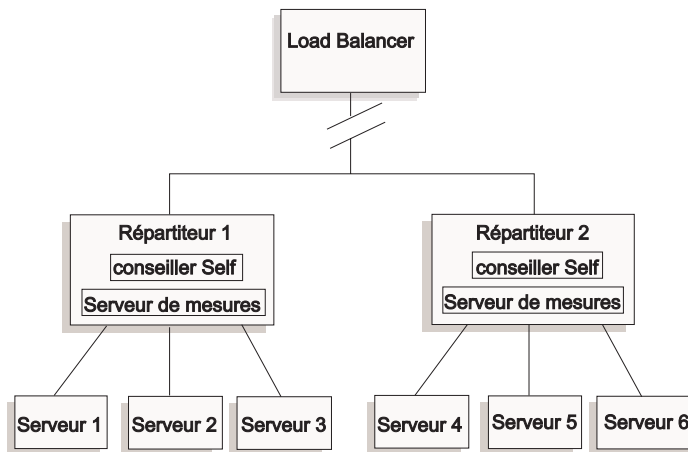 Load Balancer
Répartiteur 1
conseiller Self
Serveur de mesures
Répartiteur 2
conseiller Self
Serveur de mesures
Serveur 1
Serveur 2
Serveur 3
Serveur 4
Serveur 5
Serveur 6